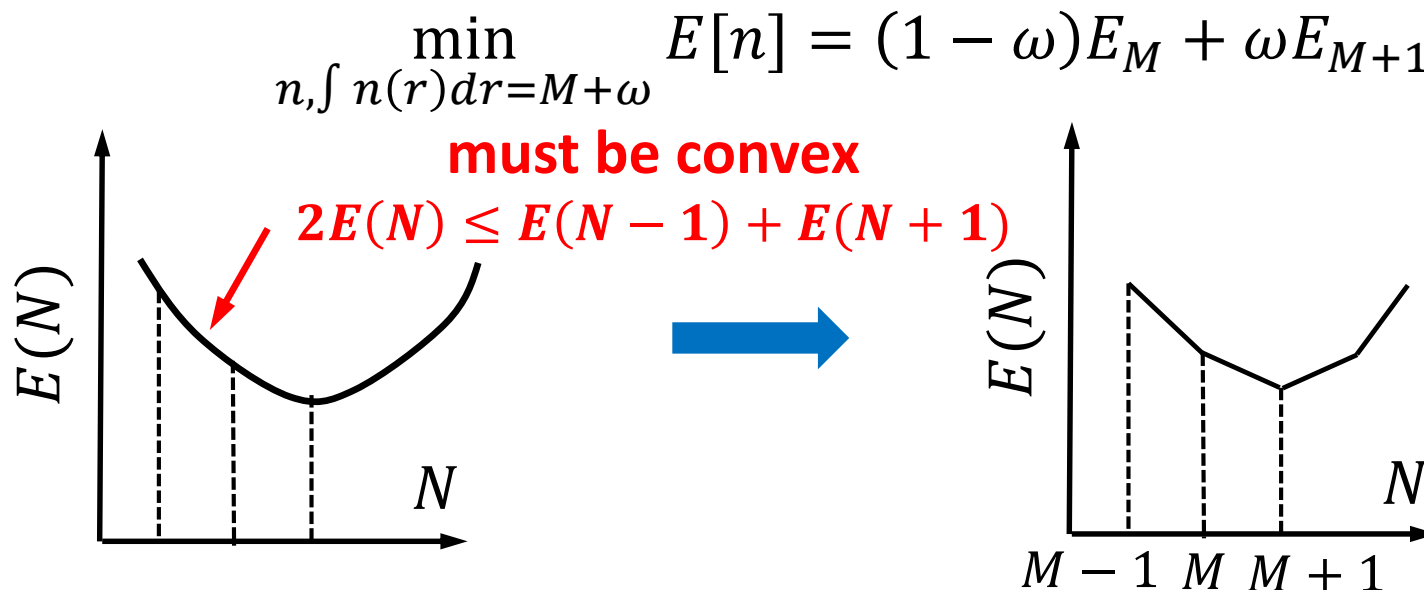 min E[n] = (1 − ω)E_M + ωE_{M+1}
n,∫ n(r)dr=M+ω
must be convex
2E(N) ≤ E(N − 1) + E(N + 1)
E(N)
N
E(N)
N
M − 1 M M + 1